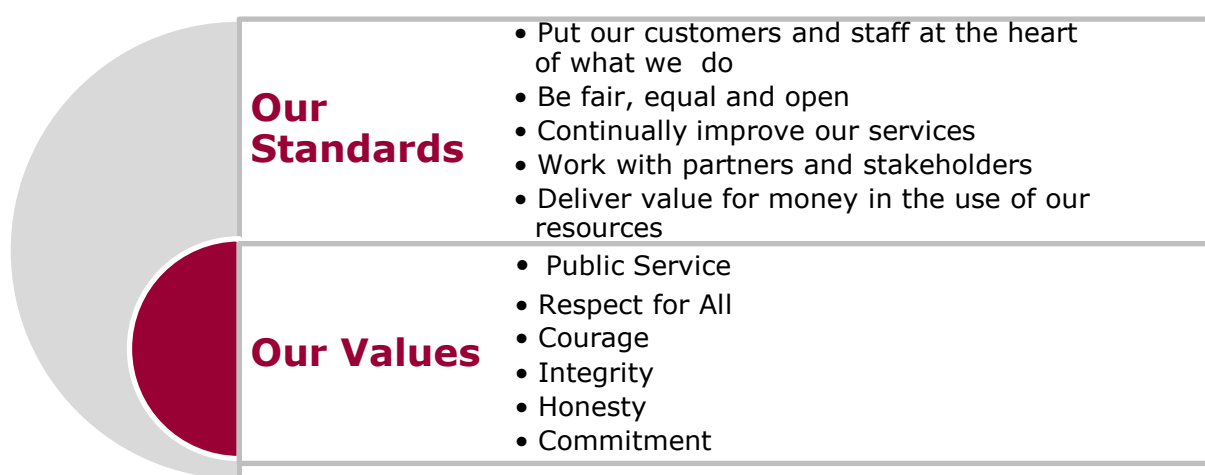 Our
Standards
• Put our customers and staff at the heart
of what we  do
• Be fair, equal and open
• Continually improve our services
• Work with partners and stakeholders
• Deliver value for money in the use of our
resources
Our Values
• Public Service
• Respect for All
• Courage
• Integrity
• Honesty
• Commitment